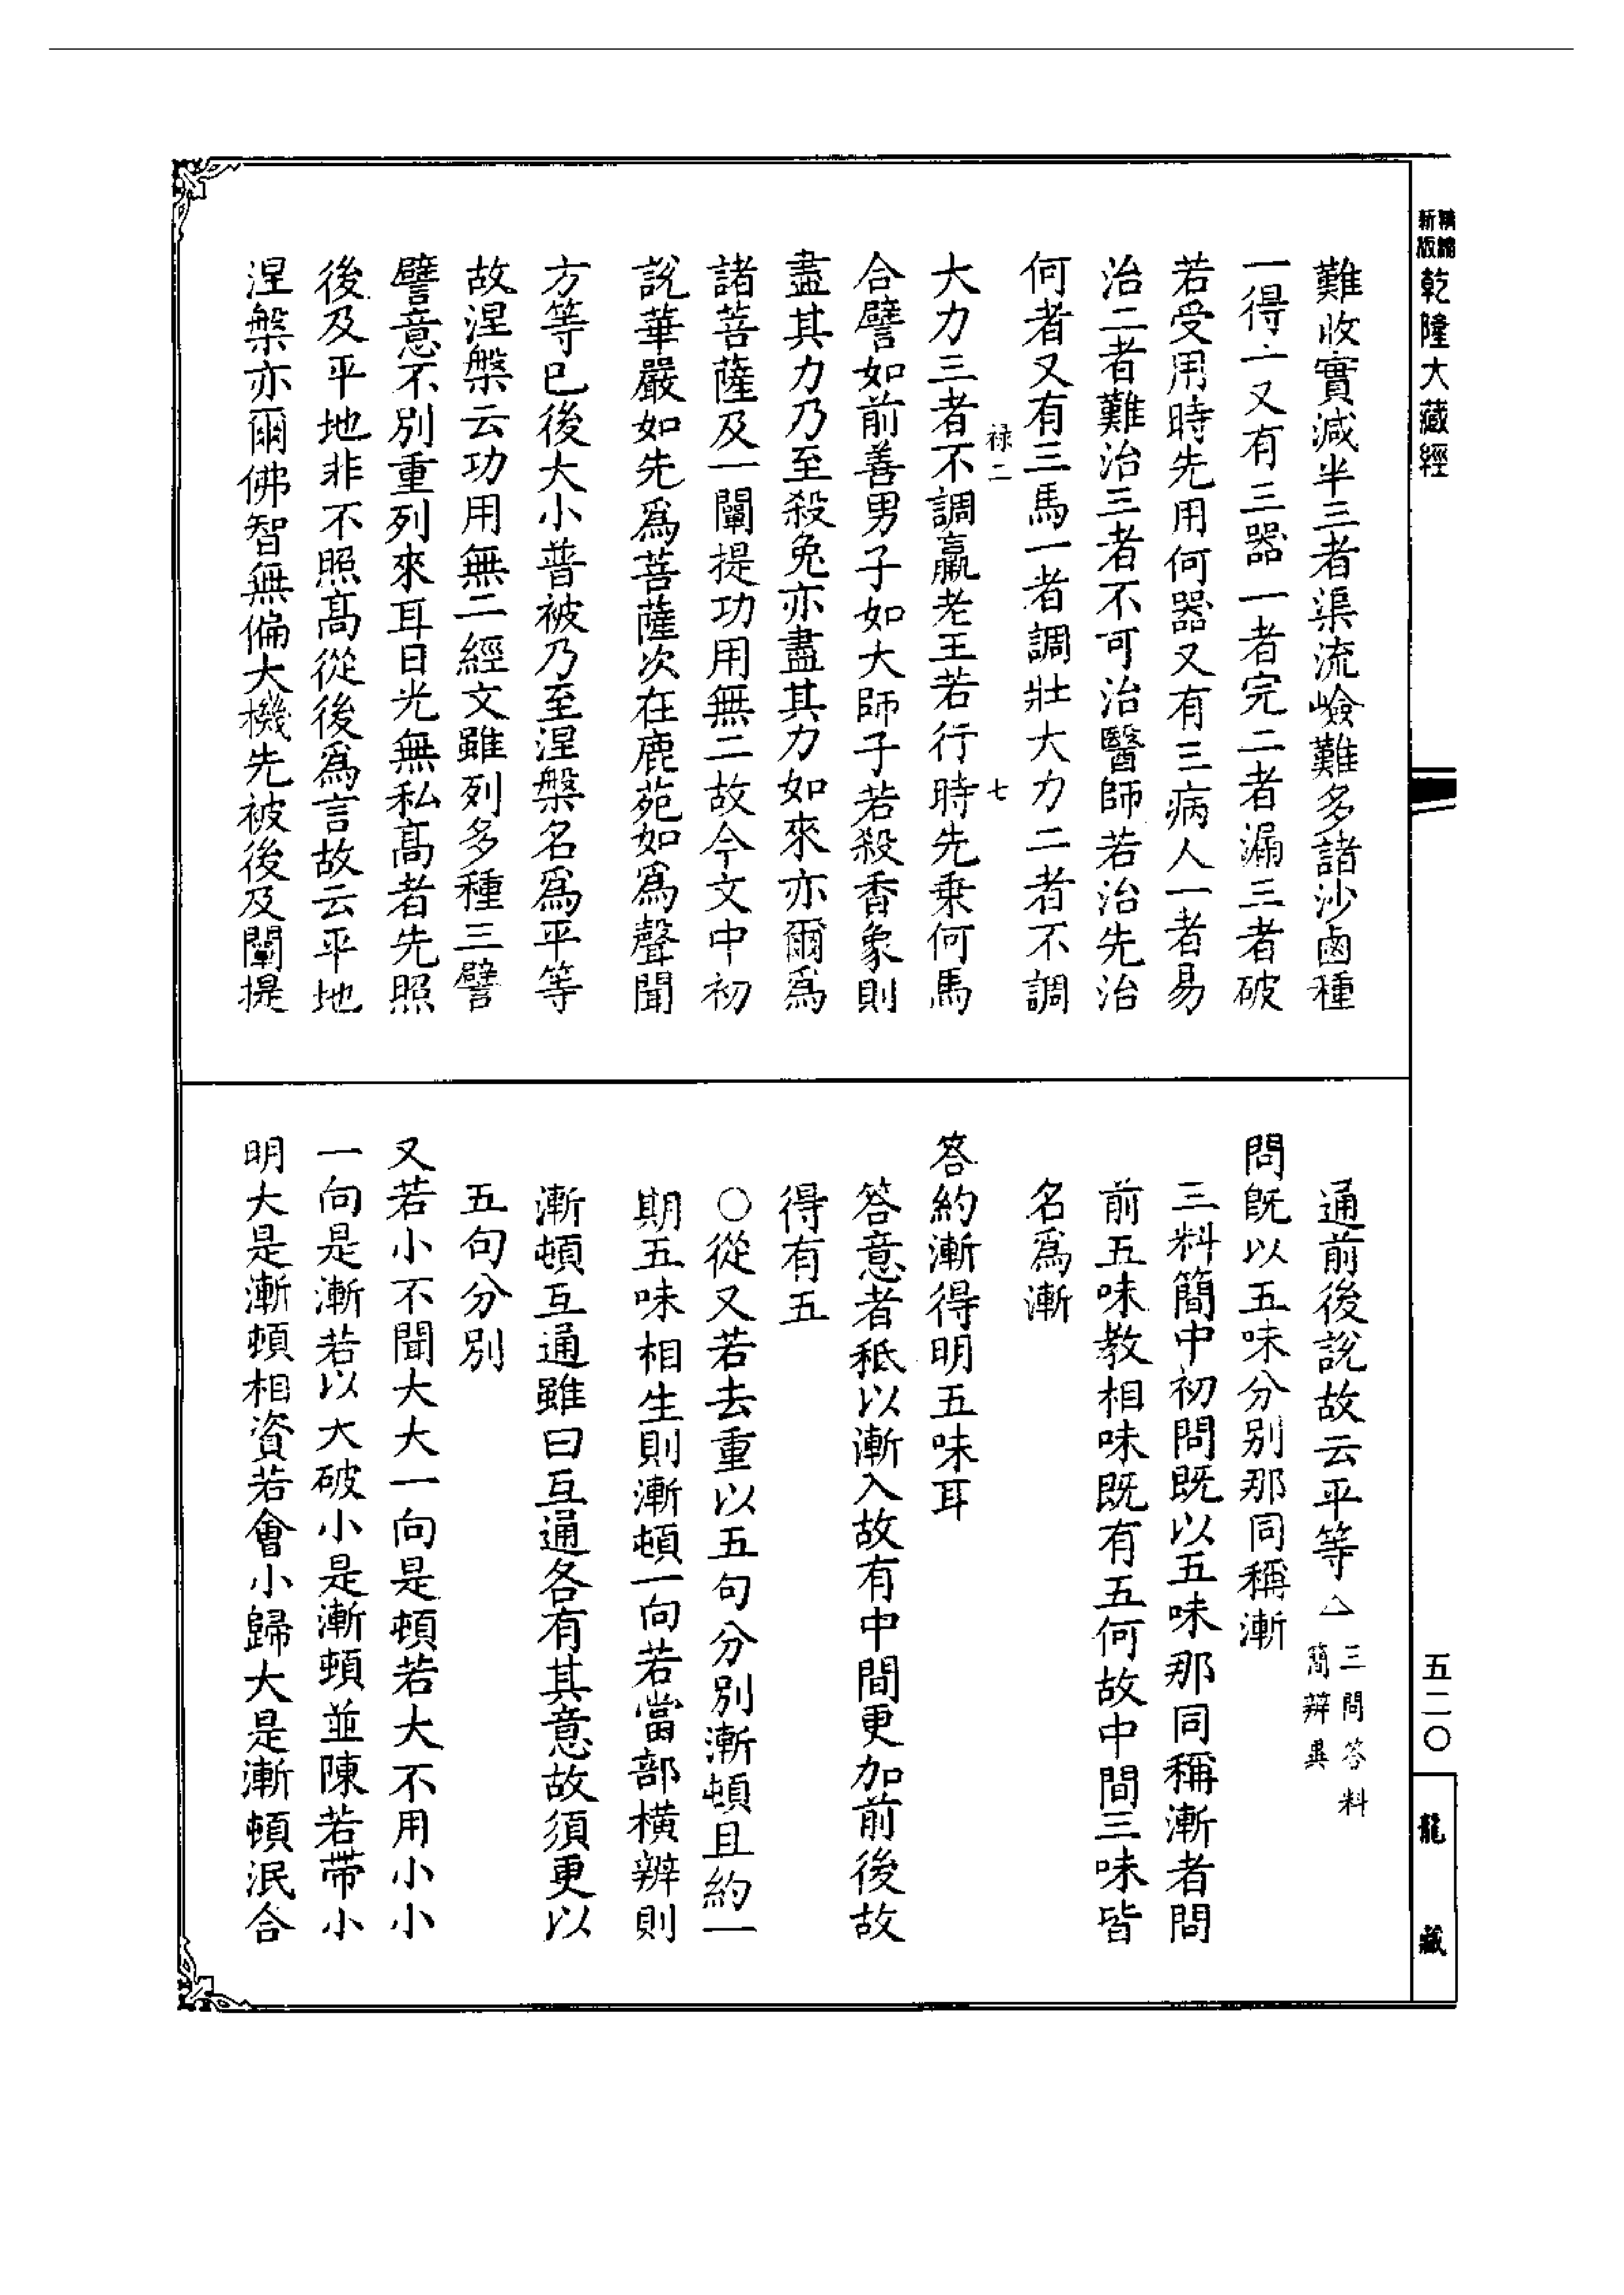 精縮
新版
乾隆大藏經
五二〇
龍藏
難收實減半三者渠流嶮難多諸沙鹵種
一得一又有三器一者完二者漏三者破
若受用時先用何器又有三病人一者易
治二者難治三者不可治醫師若治先治
何者又有三馬一者調壯大力二者不調
祿二
七
大力三者不調羸老王若行時先乗何馬
合譬如前善男子如大師子若殺香象則
盡其力乃至殺兔亦盡其力如來亦爾爲
諸菩薩及一闡提功用無二故今文中初
說華嚴如先爲菩薩次在鹿苑如爲聲聞
方等已後大小普被乃至涅槃名爲平等
故涅槃云功用無二經文雖列多種三譬
譬意不別重列來耳日光無私髙者先照
後及平地非不照髙從後爲言故云平地
涅槃亦爾佛智無偏大機先被後及闡提
通前後說故云平等△
三問答料
簡辨異
問旣以五味分別那同稱漸
三料簡中初問既以五味那同稱漸者問
前五味教相味既有五何故中間三味皆
名爲漸
答約漸得明五味耳
答意者秖以漸入故有中間更加前後故
得有五
○從又若去重以五句分別漸頓且約一
期五味相生則漸頓一向若當部橫辨則
漸頓互通雖曰互通各有其意故須更以
五句分別
又若小不聞大大一向是頓若大不用小小
一向是漸若以大破小是漸頓並陳若帶小
明大是漸頓相資若會小歸大是漸頓泯合